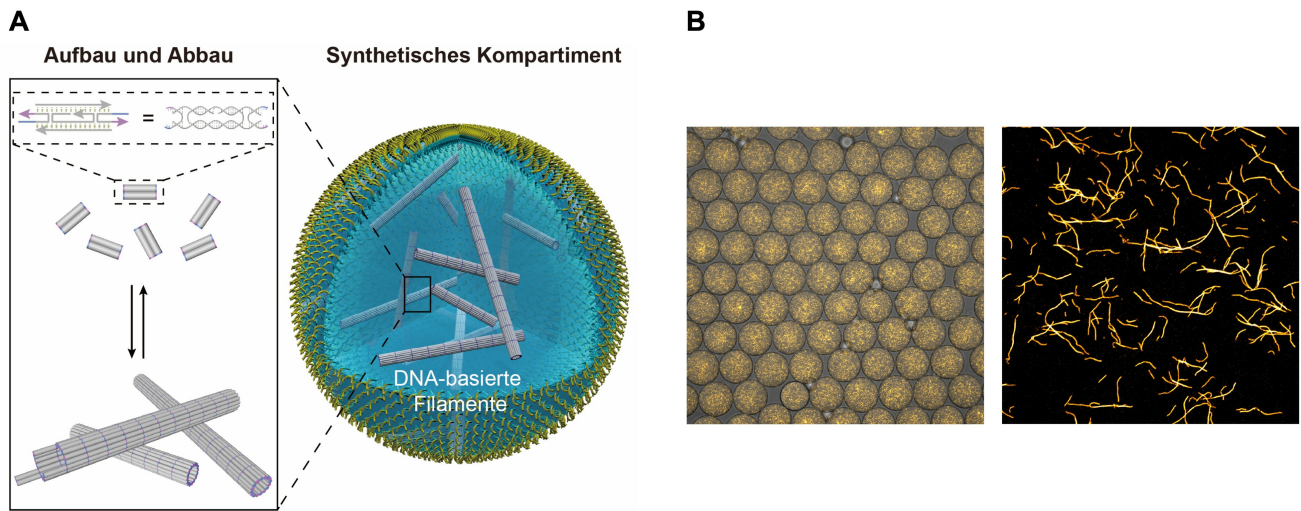 A
B
Aufbau und Abbau
Synthetisches Kompartiment
=
DNA-basierte
Filamente